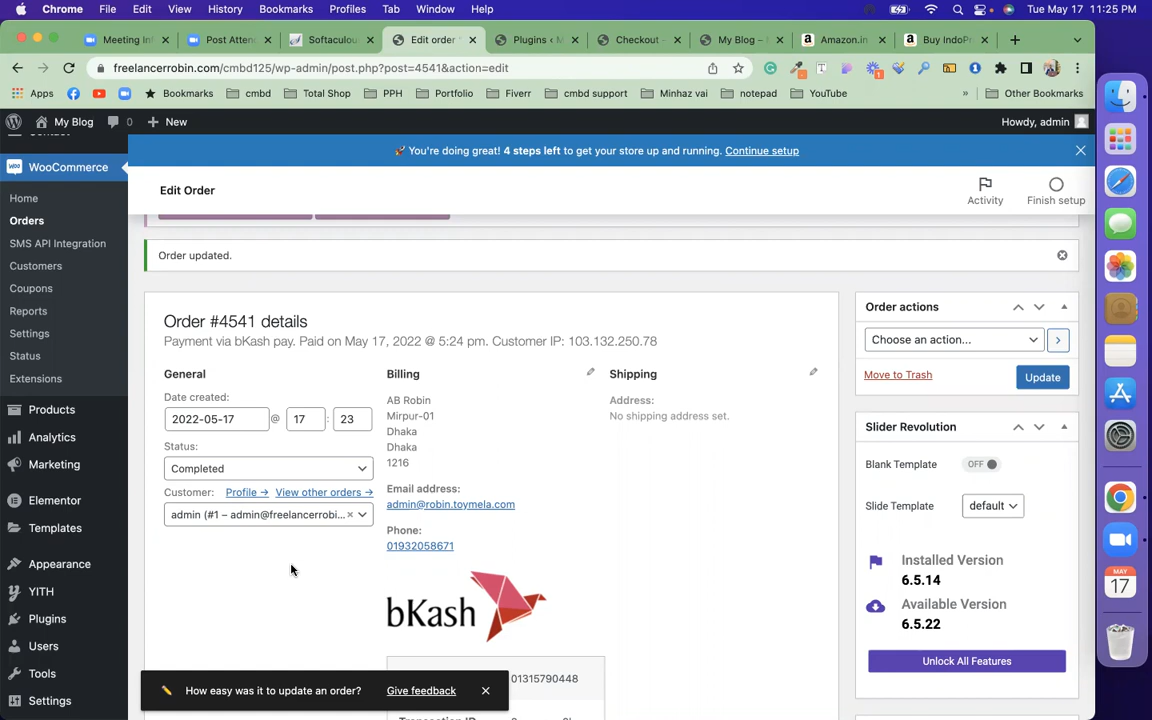 Chrome File Edit View History Bookmarks Profiles Tab Window Help Tue May 17 11:25 PM
Meeting In Post Attend Softaculou Edit order Plugins ‹ M Checkout – My Blog – Amazon.in Buy IndoP
freelancerrobin.com/cmbd125/wp-admin/post.php?post=4541&action=edit
Apps Bookmarks cmbd Total Shop PPH Portfolio Fiverr cmbd support Minhaz vai notepad YouTube » Other Bookmarks
My Blog 0 New Howdy, admin
Contact
🚀 You're doing great! 4 steps left to get your store up and running. Continue setup
WooCommerce
Home
Orders
SMS API Integration
Customers
Coupons
Reports
Settings
Status
Extensions
Products
Analytics
Marketing
Elementor
Templates
Appearance
YITH
Plugins
Users
Tools
Settings
Edit Order
Activity
Finish setup
Order updated.
Order #4541 details
Payment via bKash pay. Paid on May 17, 2022 @ 5:24 pm. Customer IP: 103.132.250.78
General
Date created:
2022-05-17 @ 17 : 23
Status:
Completed
Customer: Profile → View other orders →
admin (#1 – admin@freelancerrobi... ×
Billing
AB Robin
Mirpur-01
Dhaka
Dhaka
1216
Email address:
admin@robin.toymela.com
Phone:
01932058671
bKash
01315790448
Shipping
Address:
No shipping address set.
Order actions
Choose an action...
Move to Trash Update
Slider Revolution
Blank Template OFF
Slide Template default
Installed Version
6.5.14
Available Version
6.5.22
Unlock All Features
How easy was it to update an order? Give feedback
MAY
17